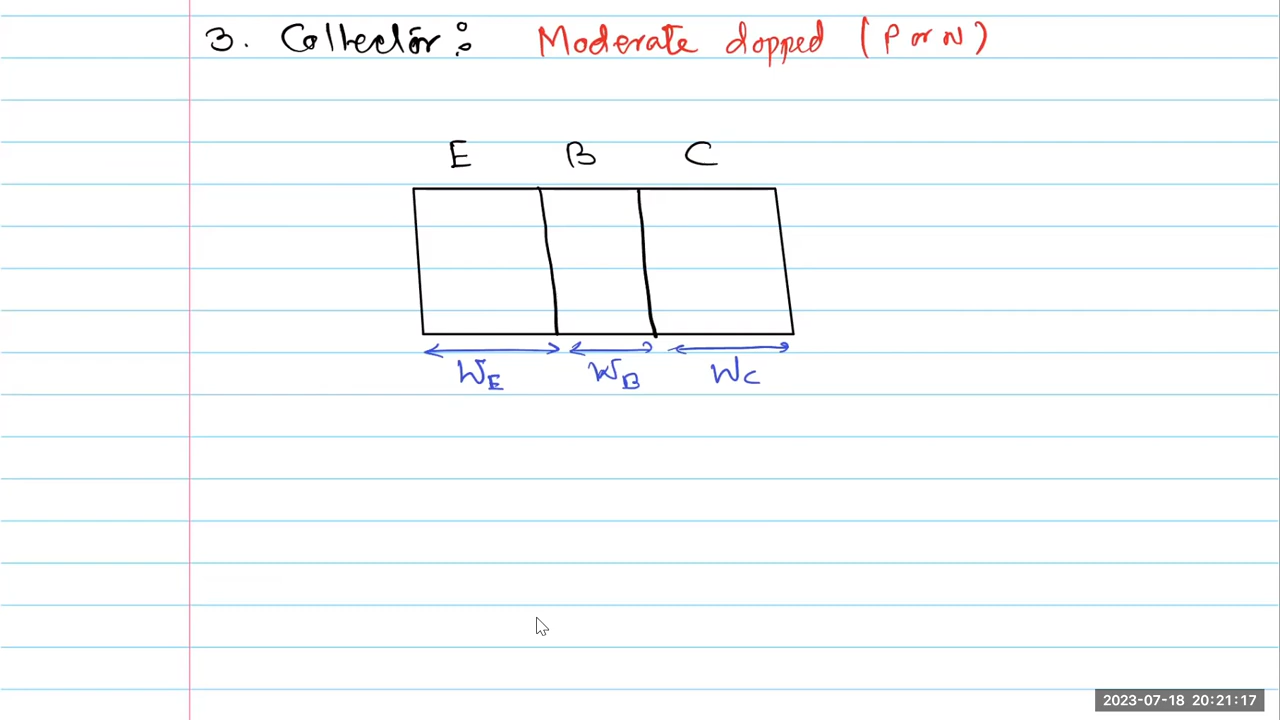 3. Collector: Moderate dopped (P or N)
E B C
WE WB WC
2023-07-18 20:21:17